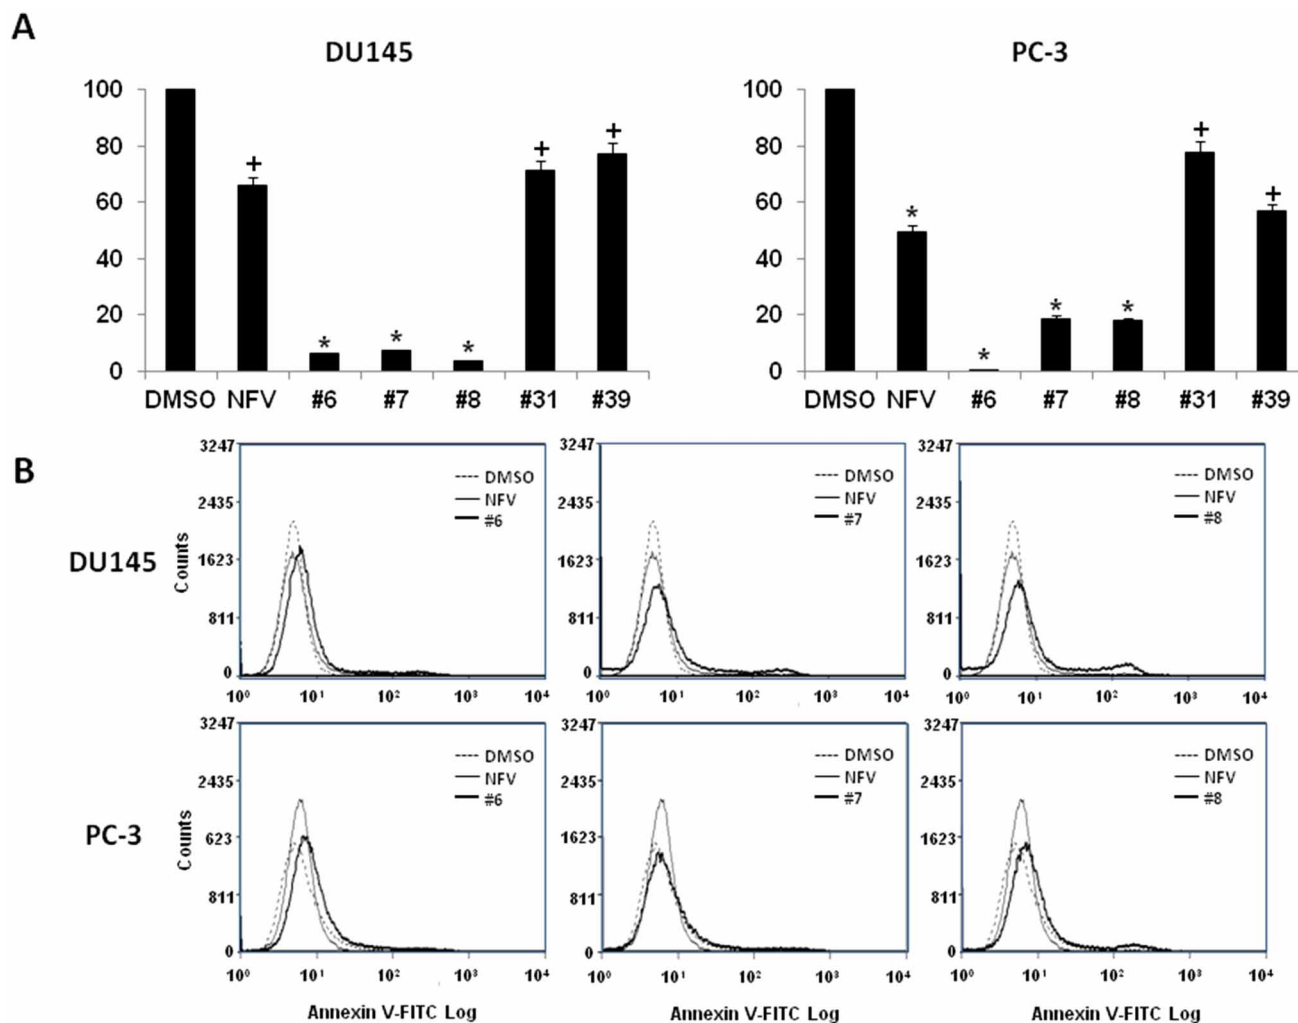 A
DU145
PC-3
100
80
60
40
20
0
+
*
*
*
+
+
DMSO NFV #6 #7 #8 #31 #39
100
80
60
40
20
0
*
*
*
*
+
+
DMSO NFV #6 #7 #8 #31 #39
B
DU145
Counts
3247
2435
1623
811
0
DMSO
NFV
#6
10⁰ 10¹ 10² 10³ 10⁴
3247
2435
1623
811
0
DMSO
NFV
#7
10⁰ 10¹ 10² 10³ 10⁴
3247
2435
1623
811
0
DMSO
NFV
#8
10⁰ 10¹ 10² 10³ 10⁴
PC-3
Counts
3247
2435
623
811
0
DMSO
NFV
#6
10⁰ 10¹ 10² 10³ 10⁴
Annexin V-FITC Log
3247
2435
1623
811
0
DMSO
NFV
#7
10⁰ 10¹ 10² 10³ 10⁴
Annexin V-FITC Log
3247
2435
1623
811
0
DMSO
NFV
#8
10⁰ 10¹ 10² 10³ 10⁴
Annexin V-FITC Log